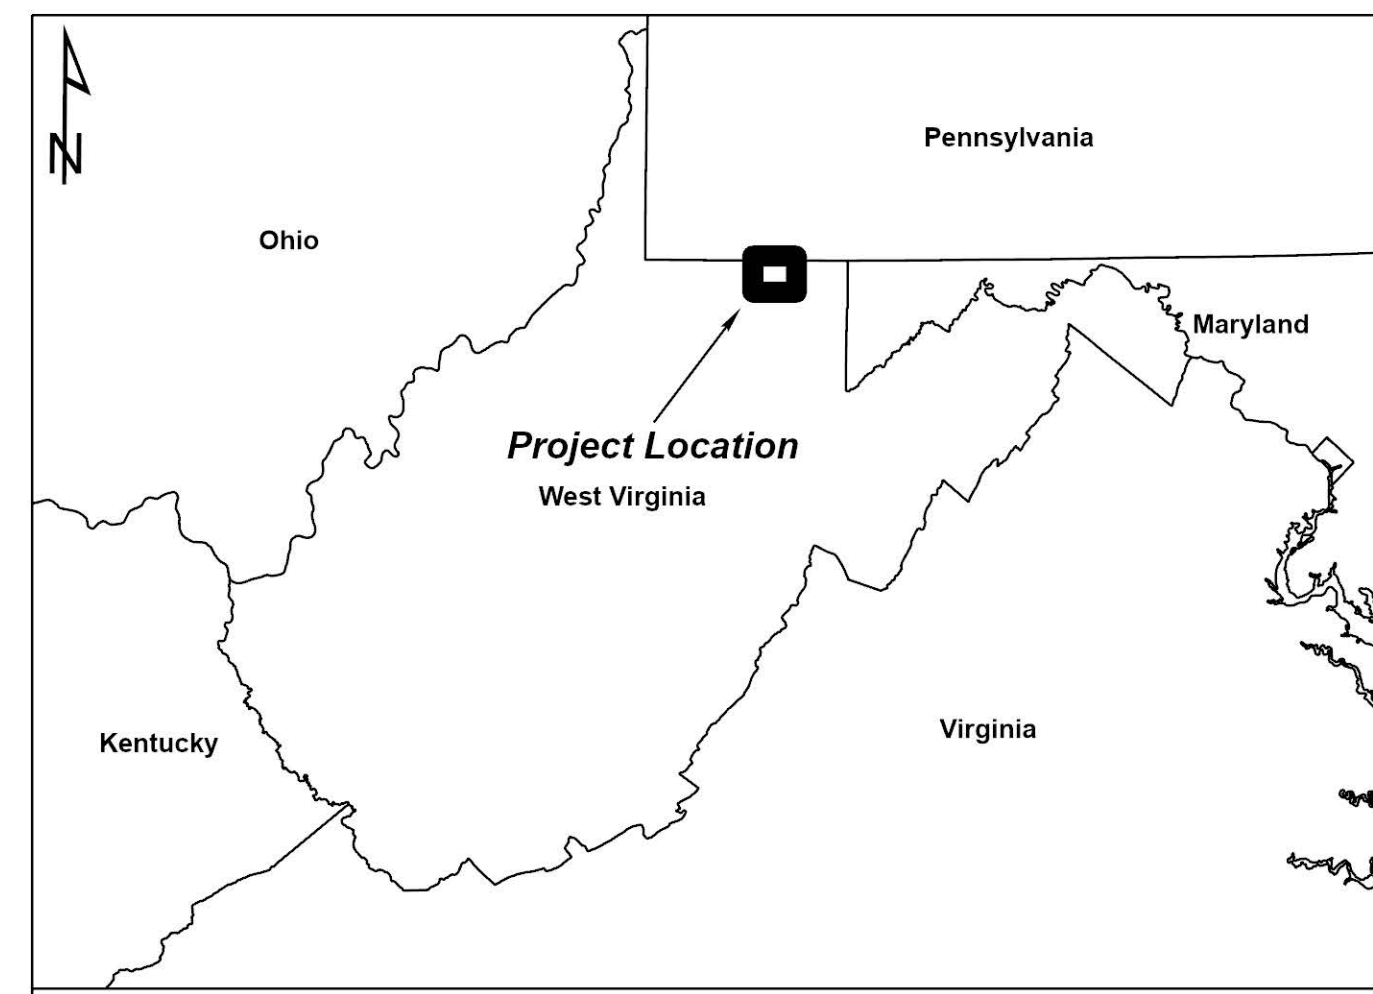 N
Pennsylvania
Ohio
Maryland
Project Location
West Virginia
Kentucky
Virginia